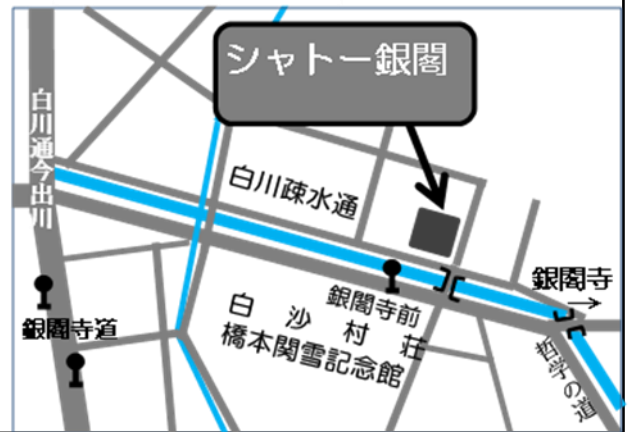 シャトー銀閣
白川通今出川
白川疏水通
銀閣寺
銀閣寺前
銀閣寺道
白沙村荘
橋本関雪記念館
哲学の道